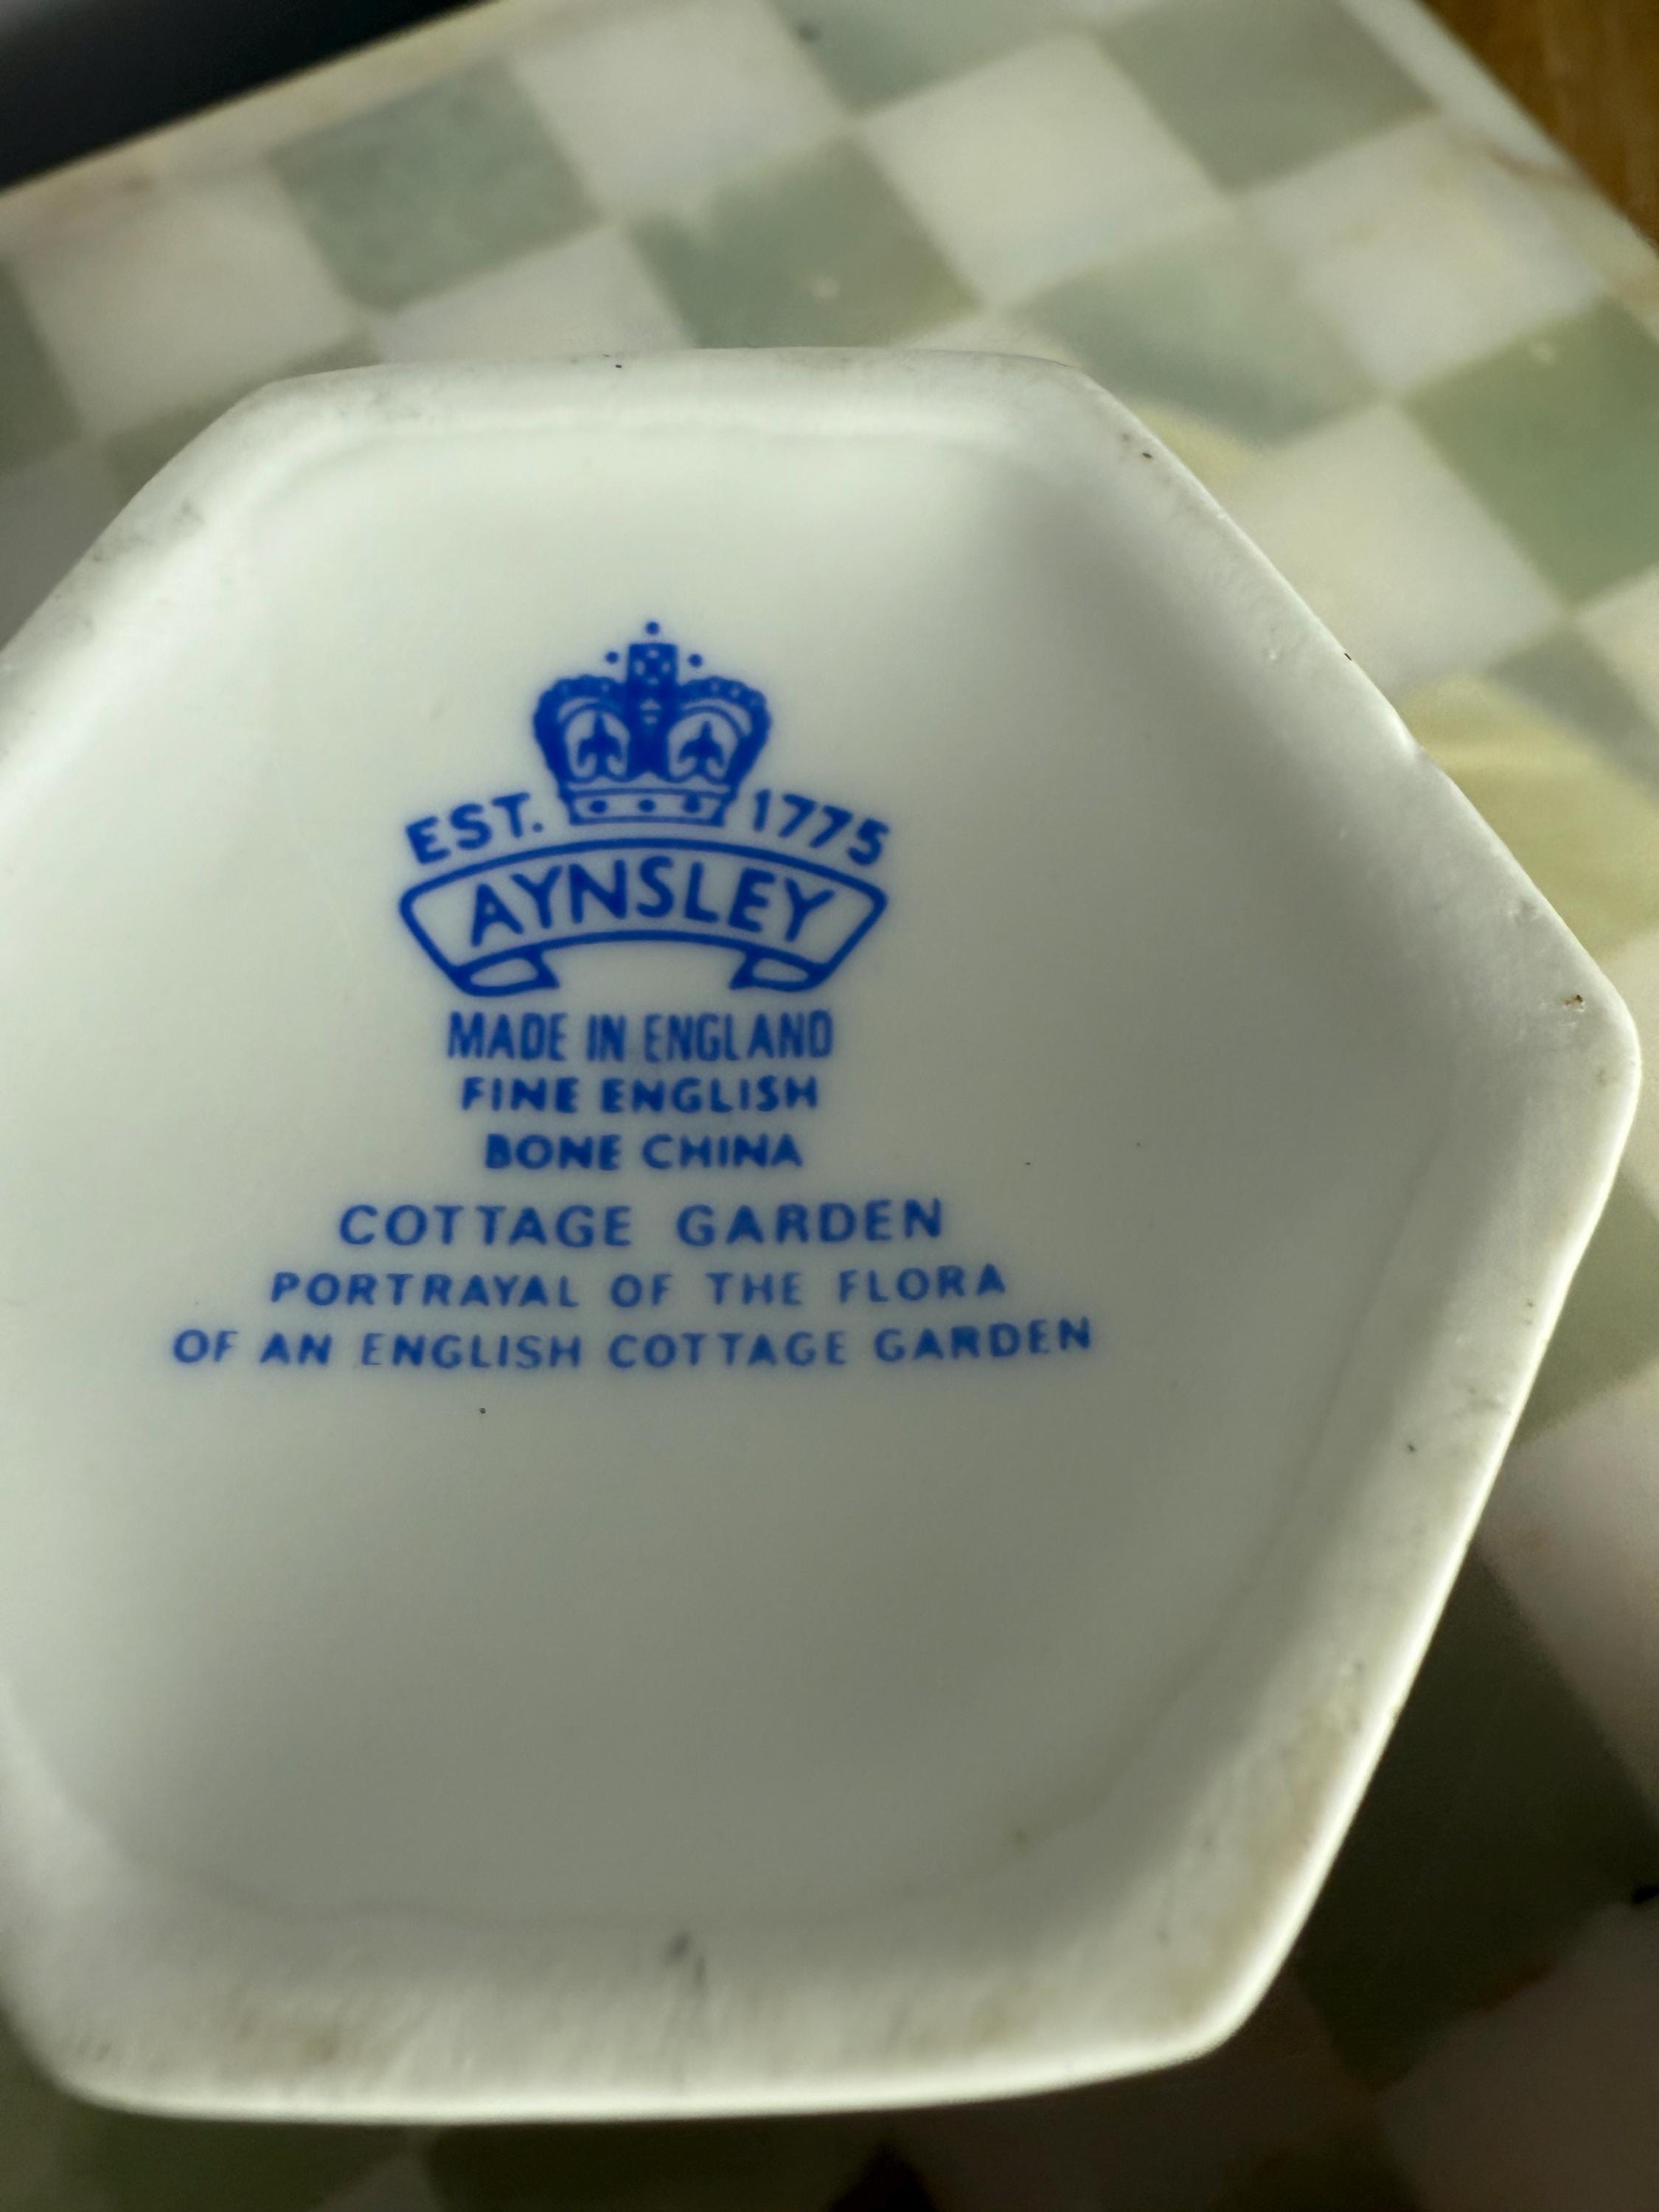 EST. 1775
AYNSLEY
MADE IN ENGLAND
FINE ENGLISH
BONE CHINA
COTTAGE GARDEN
PORTRAYAL OF THE FLORA
OF AN ENGLISH COTTAGE GARDEN